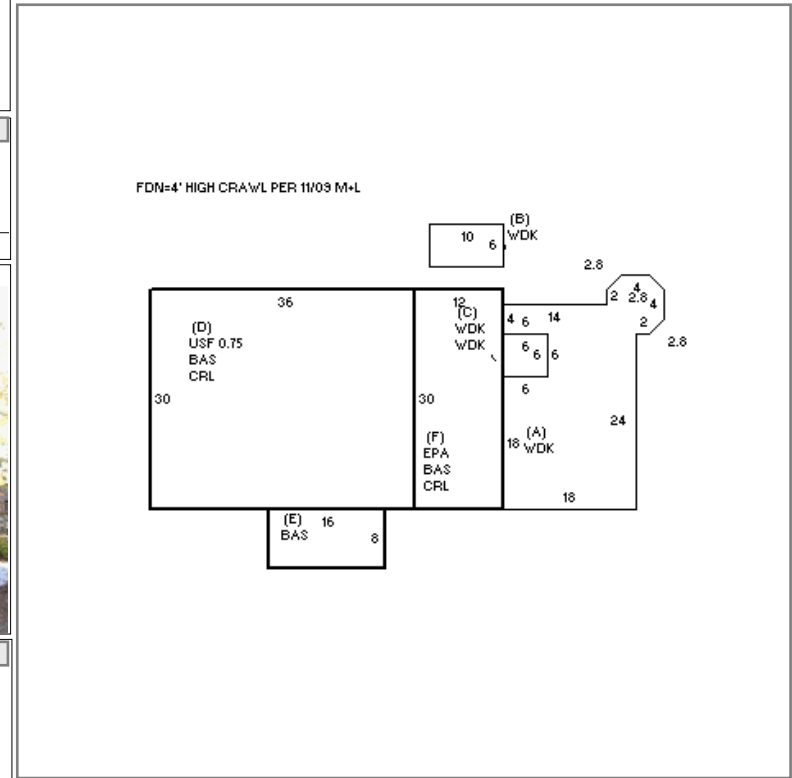 FDN=4' HIGH CRAWL PER 11/09 M+L
(B)
WDK
10
6
2.8
36
12
(C)
WDK
WDK
4
2
2.8
4
2
2.8
4
6
14
(D)
USF 0.75
BAS
CRL
6
6
6
6
30
30
24
(F)
EPA
BAS
CRL
18
(A)
WDK
18
(E)
BAS
16
8